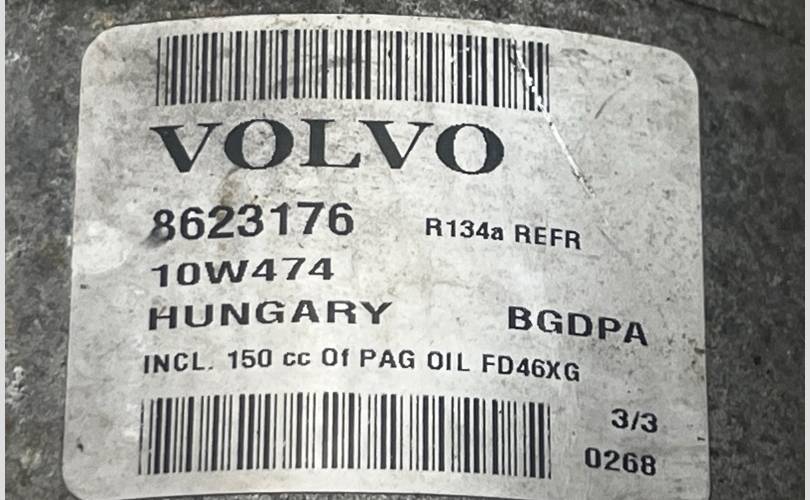 VOLVO
8623176 R134a REFR
10W474
HUNGARY BGDPA
INCL. 150 cc Of PAG OIL FD46XG
3/3
0268